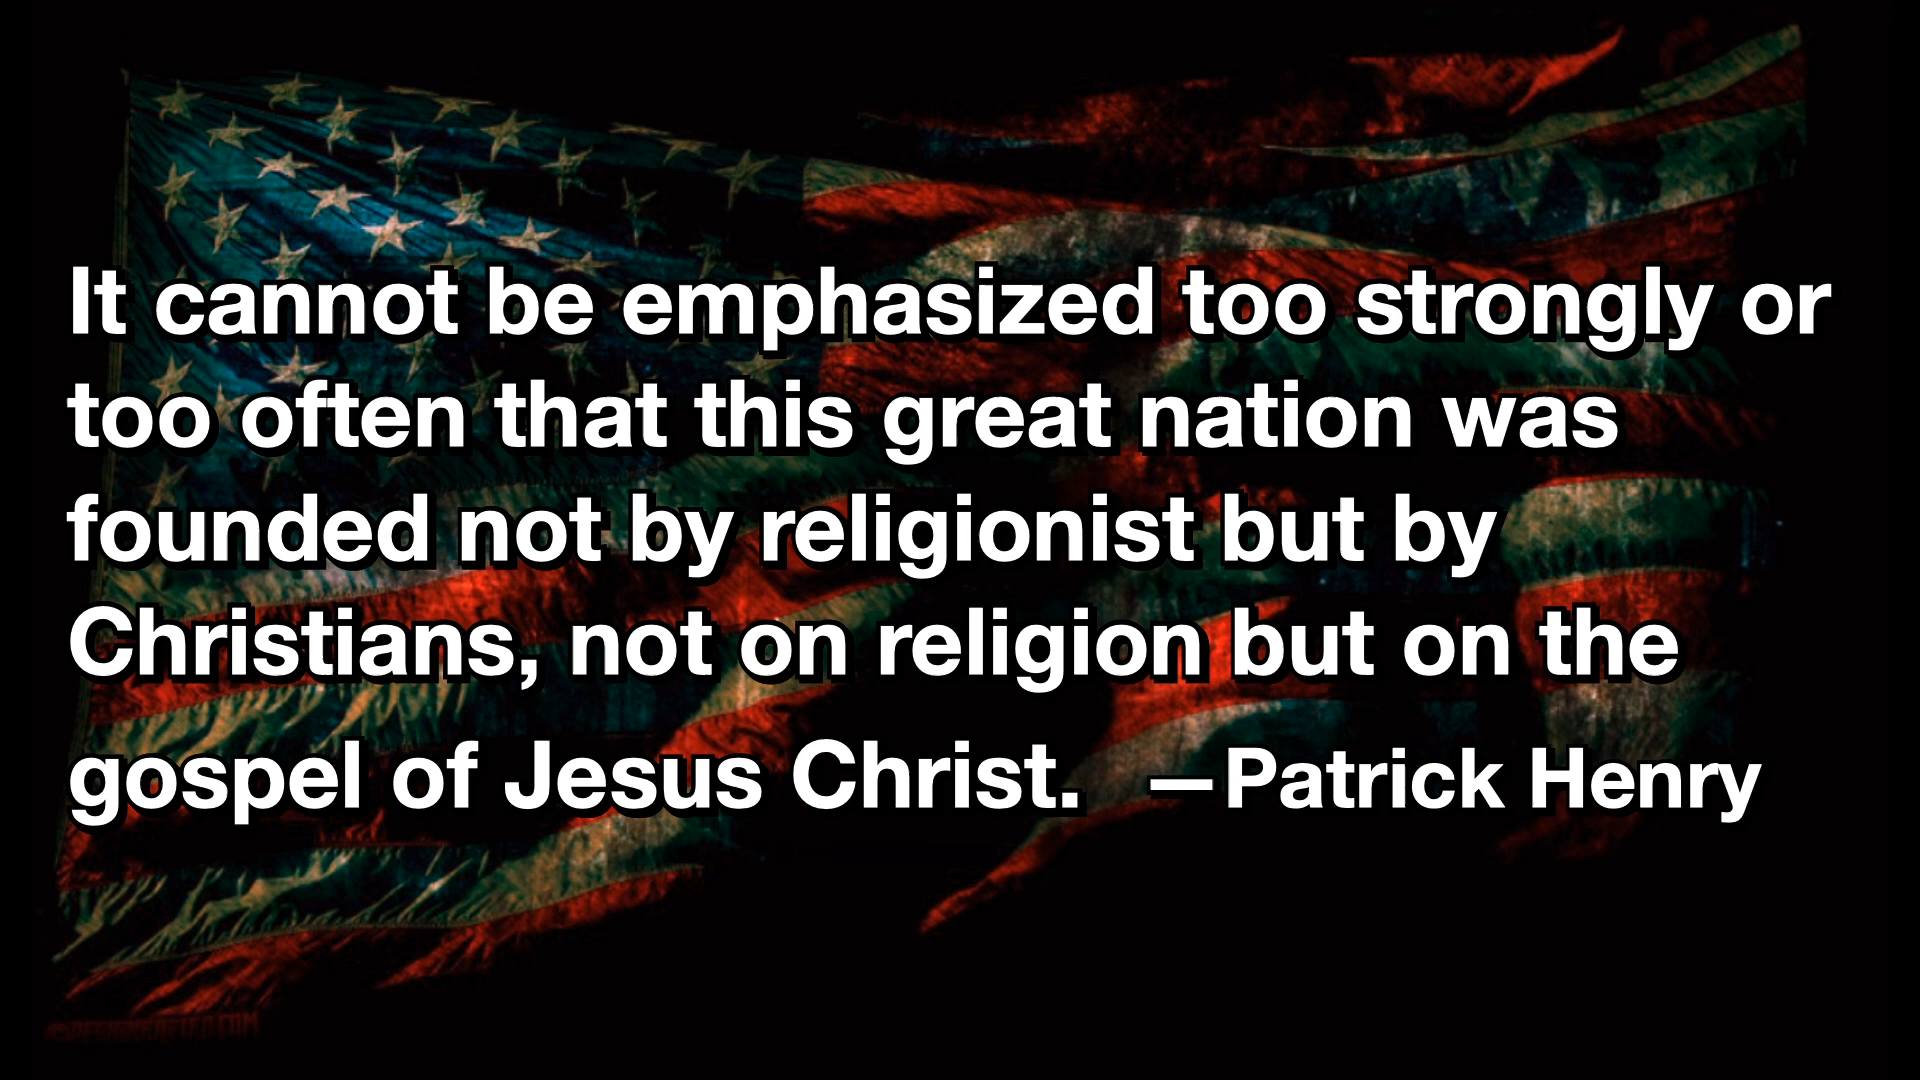 It cannot be emphasized too strongly or
too often that this great nation was
founded not by religionist but by
Christians, not on religion but on the
gospel of Jesus Christ. —Patrick Henry